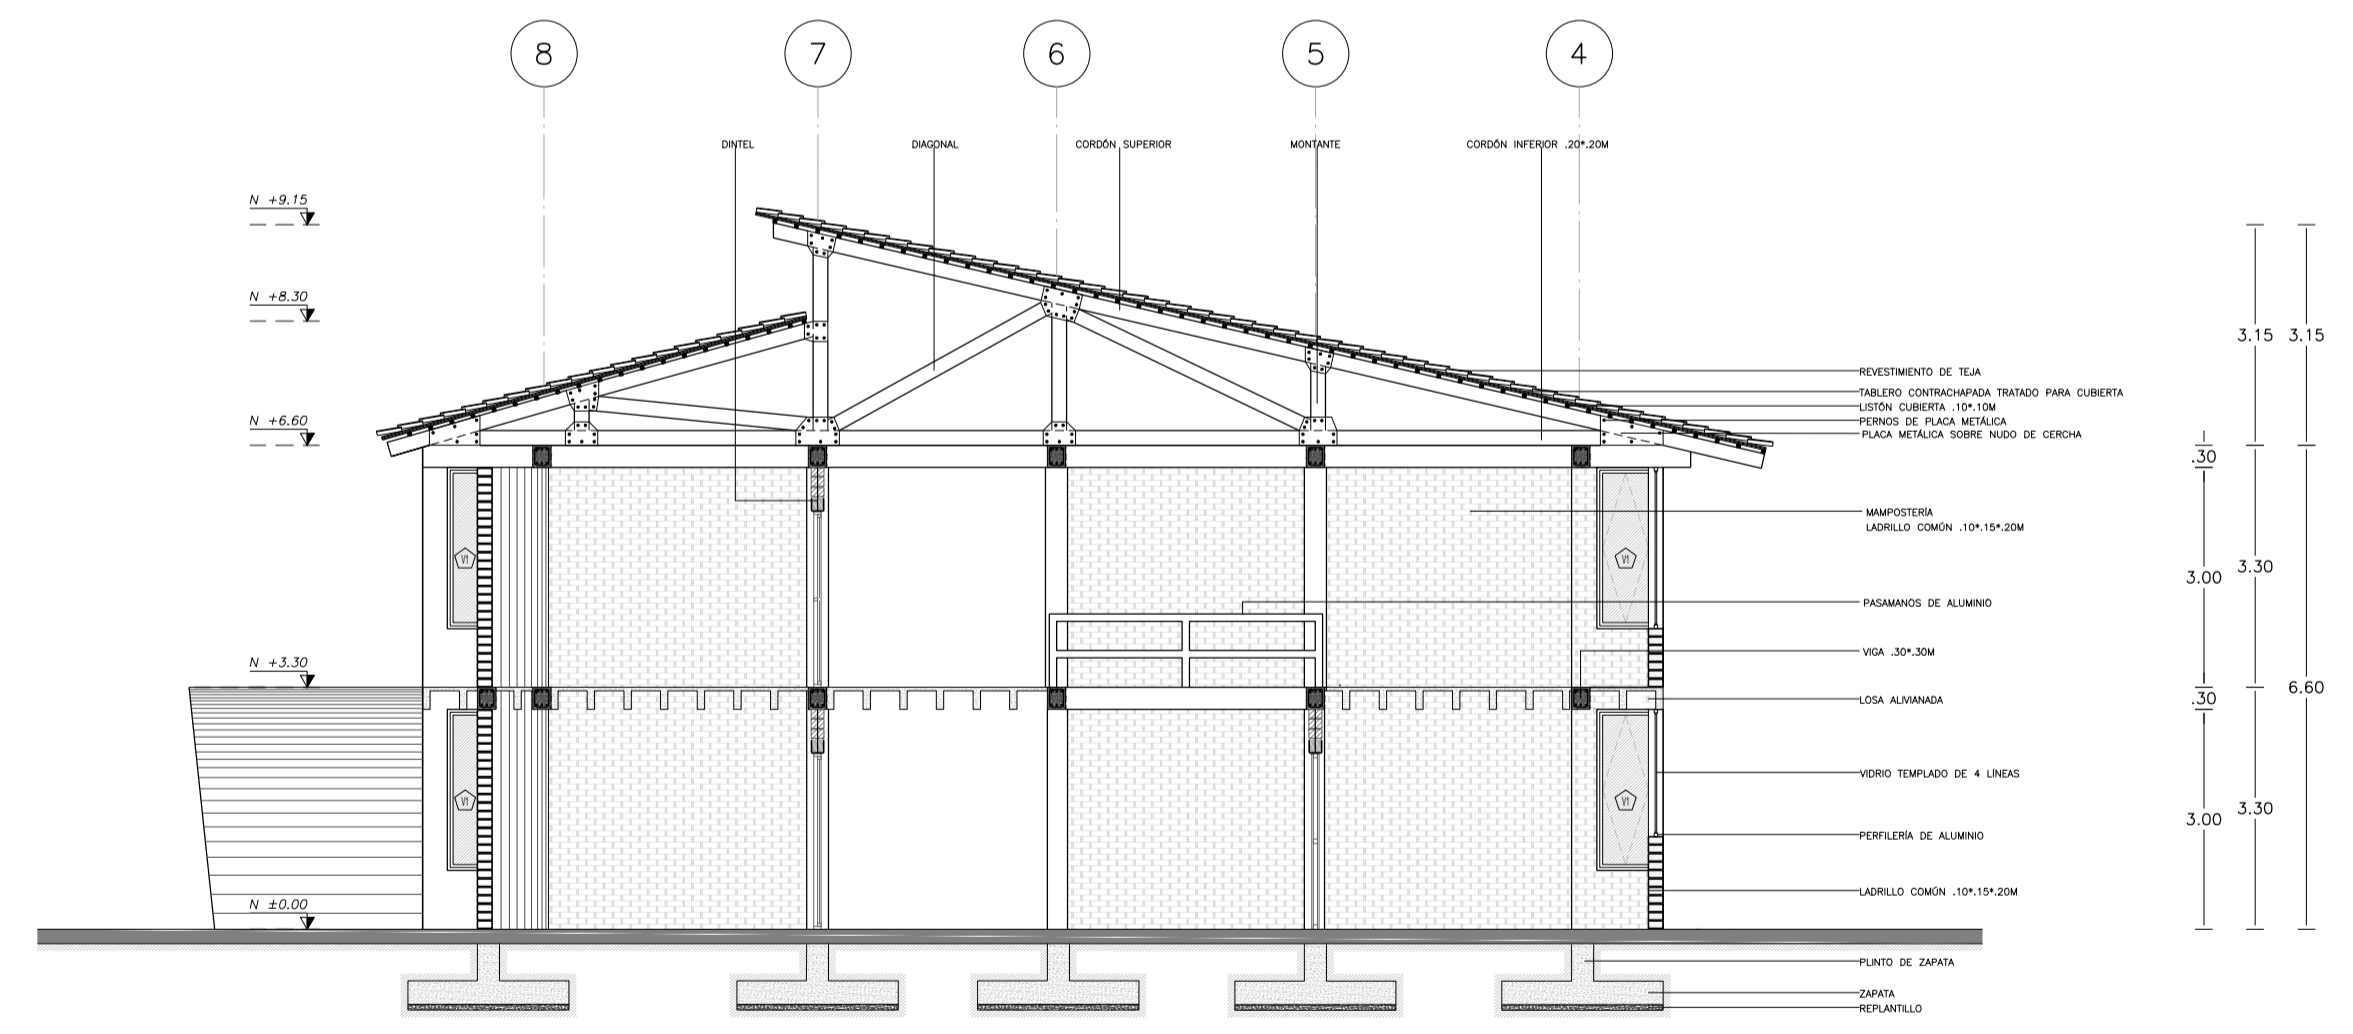 8 7 6 5 4
DINTEL DIAGONAL CORDÓN SUPERIOR MONTANTE CORDÓN INFERIOR .20*.20M
N +9.15
N +8.30
3.15 3.15
REVESTIMIENTO DE TEJA
TABLERO CONTRACHAPADA TRATADO PARA CUBIERTA
LISTÓN CUBIERTA .10*.10M
N +6.60
PERNOS DE PLACA METÁLICA
PLACA METÁLICA SOBRE NUDO DE CERCHA
.30
MAMPOSTERÍA
LADRILLO COMÚN .10*.15*.20M
V1 V1
3.00 3.30
PASAMANOS DE ALUMINIO
VIGA .30*.30M
N +3.30
6.60
LOSA ALIVIANADA
.30
VIDRIO TEMPLADO DE 4 LÍNEAS
V1 V1
3.00 3.30
PERFILERÍA DE ALUMINIO
LADRILLO COMÚN .10*.15*.20M
N ±0.00
PLINTO DE ZAPATA
ZAPATA
REPLANTILLO